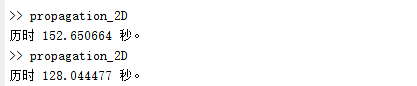 >> propagation_2D
历时 152.650664 秒。
>> propagation_2D
历时 128.044477 秒。